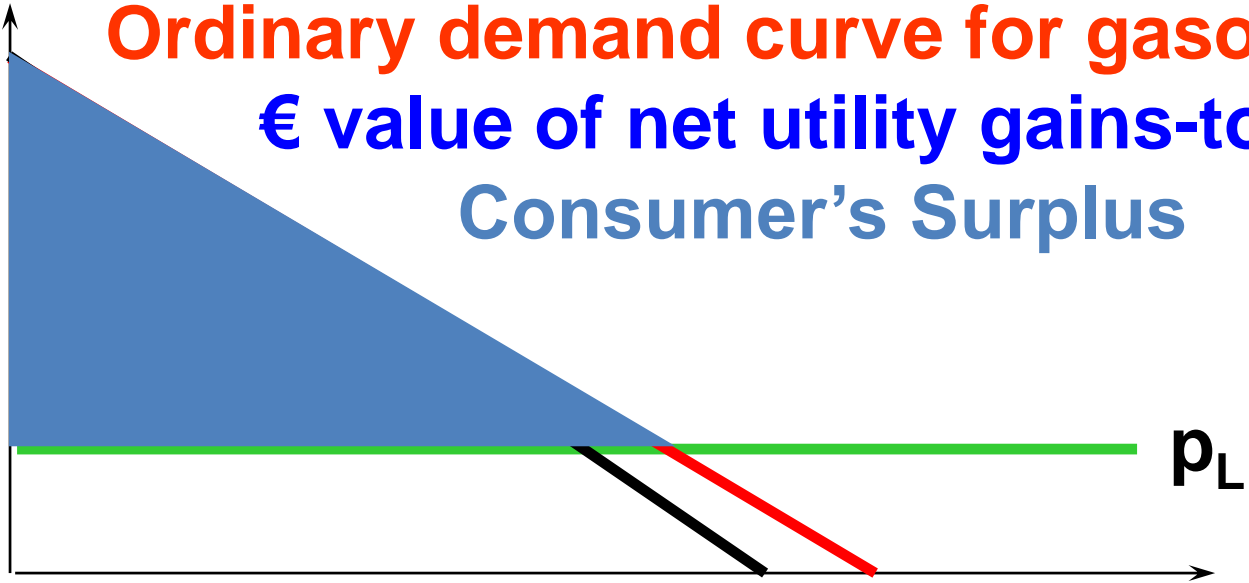 Ordinary demand curve for gaso
€ value of net utility gains-to
Consumer’s Surplus
pL